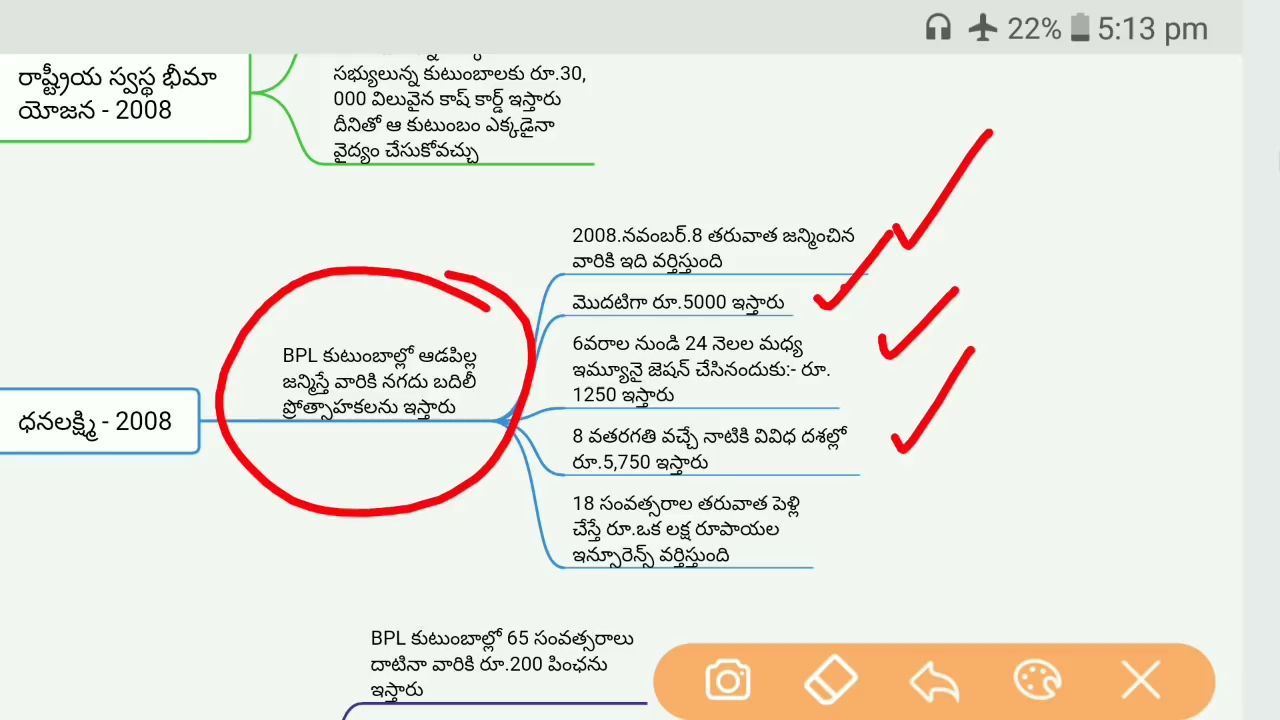 22% 5:13 pm
రాష్ట్రీయ స్వస్థ భీమా
యోజన - 2008
సభ్యులున్న కుటుంబాలకు రూ.30,
000 విలువైన కాష్ కార్డ్ ఇస్తారు
దీనితో ఆ కుటుంబం ఎక్కడైనా
వైద్యం చేసుకోవచ్చు
ధనలక్ష్మి - 2008
BPL కుటుంబాల్లో ఆడపిల్ల
జన్మిస్తే వారికి నగదు బదిలీ
ప్రోత్సాహకలను ఇస్తారు
2008.నవంబర్.8 తరువాత జన్మించిన
వారికి ఇది వర్తిస్తుంది
మొదటిగా రూ.5000 ఇస్తారు
6వరాల నుండి 24 నెలల మధ్య
ఇమ్యూనై జెషన్ చేసినందుకు:- రూ.
1250 ఇస్తారు
8 వతరగతి వచ్చే నాటికి వివిధ దశల్లో
రూ.5,750 ఇస్తారు
18 సంవత్సరాల తరువాత పెళ్లి
చేస్తే రూ.ఒక లక్ష రూపాయల
ఇన్సూరెన్స్ వర్తిస్తుంది
BPL కుటుంబాల్లో 65 సంవత్సరాలు
దాటినా వారికి రూ.200 పింఛను
ఇస్తారు